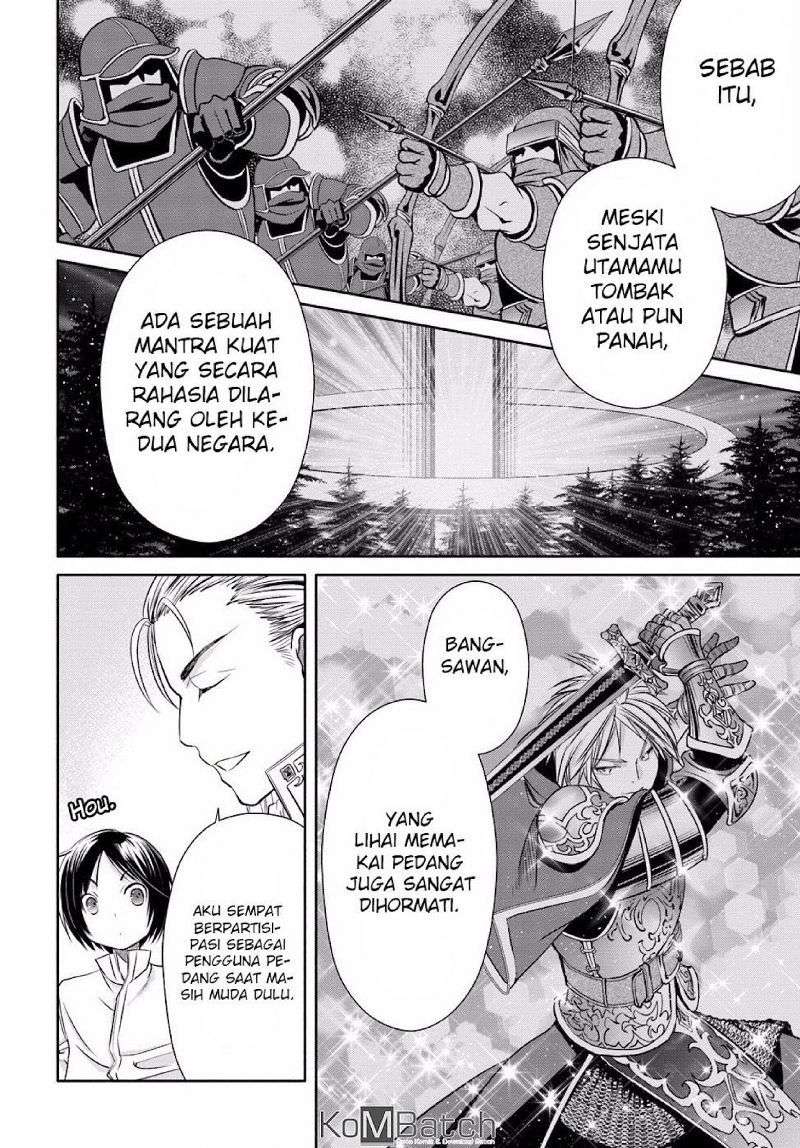 SEBAB
ITU,
MESKI
SENJATA
UTAMAMU
TOMBAK
ATAU PUN
PANAH,
ADA SEBUAH
MANTRA KUAT
YANG SECARA
RAHASIA DILA-
RANG OLEH KE-
DUA NEGARA.
BANG-
SAWAN,
YANG
LIHAI MEMA-
KAI PEDANG
JUGA SANGAT
DIHORMATI.
AKU SEMPAT
BERPARTISI-
PASI SEBAGAI
PENGGUNA PE-
DANG SAAT MA-
SIH MUDA DULU.
HOU.
KoMBatch